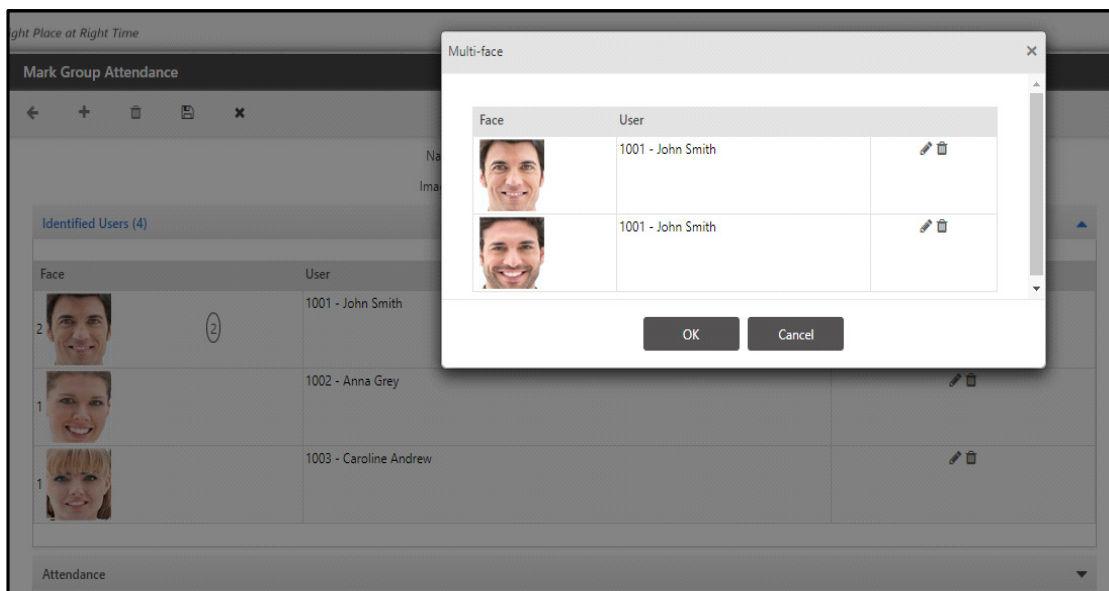 ght Place at Right Time
Multi-face
Mark Group Attendance
Face User
1001 - John Smith
1001 - John Smith
Na
Ima
OK Cancel
Identified Users (4)
Face User
2 2 1001 - John Smith
1 1002 - Anna Grey
1 1003 - Caroline Andrew
Attendance